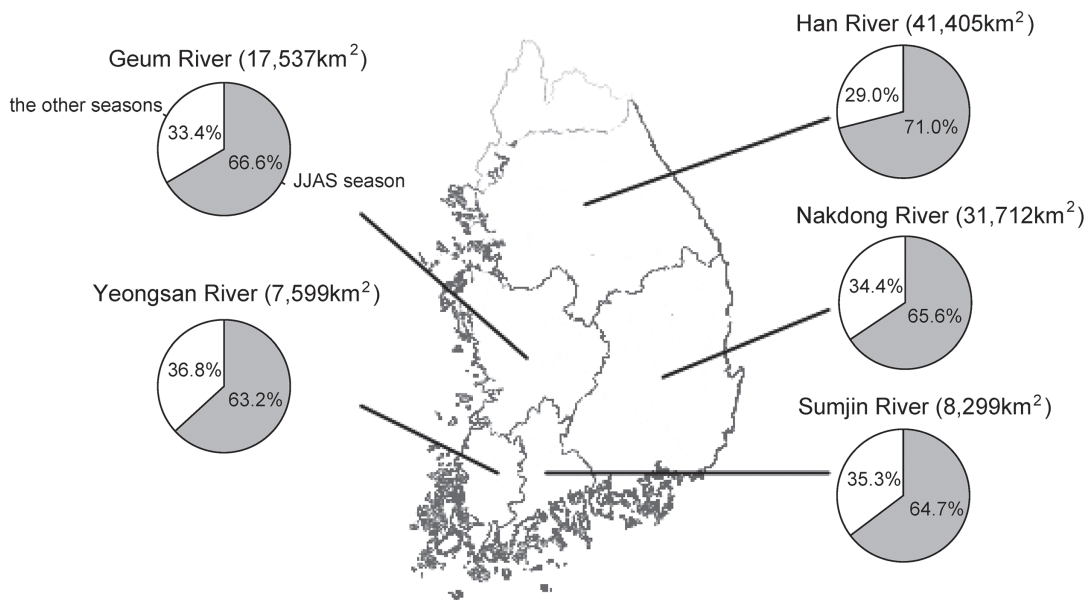 Geum River (17,537km²)
the other seasons
33.4%
66.6%
JJAS season
Yeongsan River (7,599km²)
36.8%
63.2%
Han River (41,405km²)
29.0%
71.0%
Nakdong River (31,712km²)
34.4%
65.6%
Sumjin River (8,299km²)
35.3%
64.7%